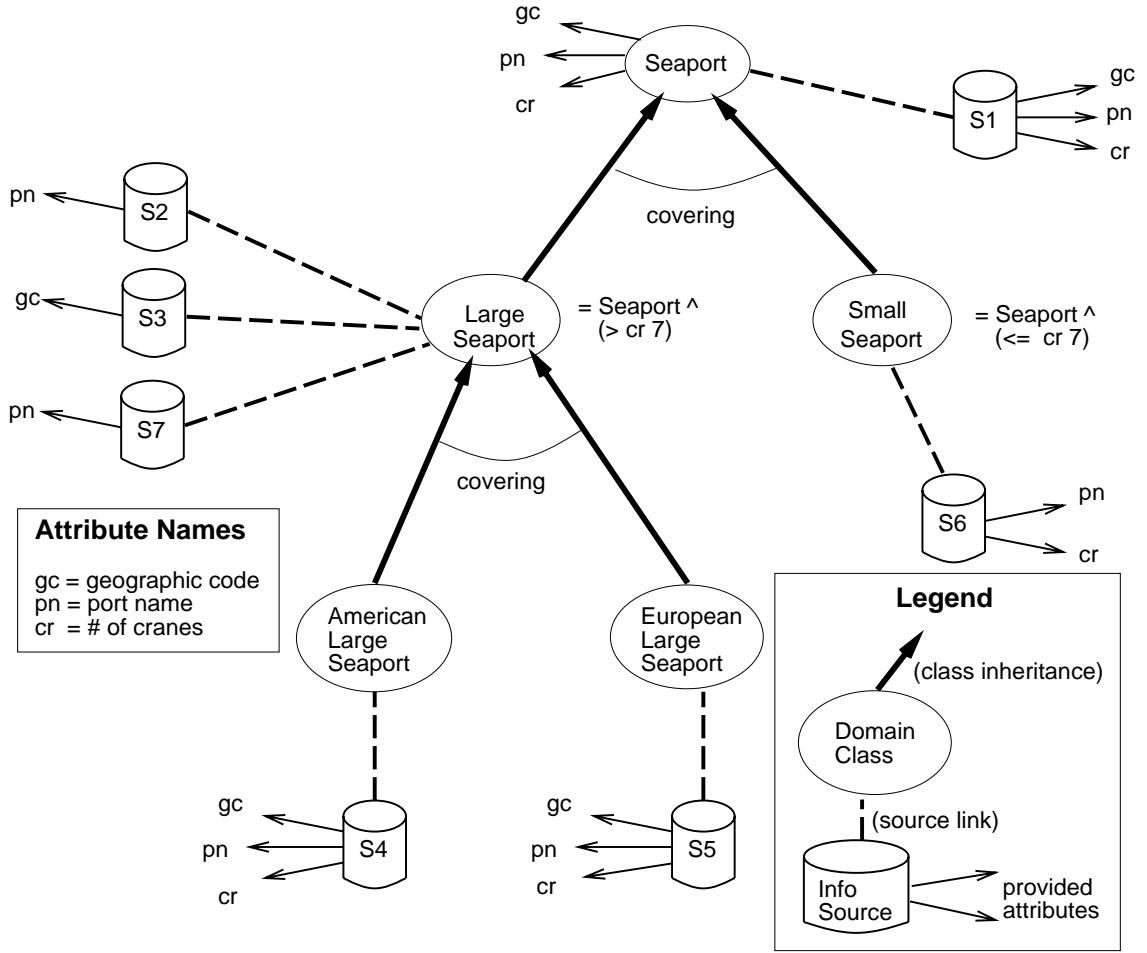 gc
pn
cr
Seaport
S1
gc
pn
cr
covering
pn
S2
gc
S3
pn
S7
Large
Seaport
= Seaport ^
(> cr 7)
Small
Seaport
= Seaport ^
(<= cr 7)
covering
S6
pn
cr
Attribute Names
gc = geographic code
pn = port name
cr = # of cranes
American
Large
Seaport
European
Large
Seaport
gc
pn
cr
S4
gc
pn
cr
S5
Legend
(class inheritance)
Domain
Class
(source link)
Info
Source
provided
attributes